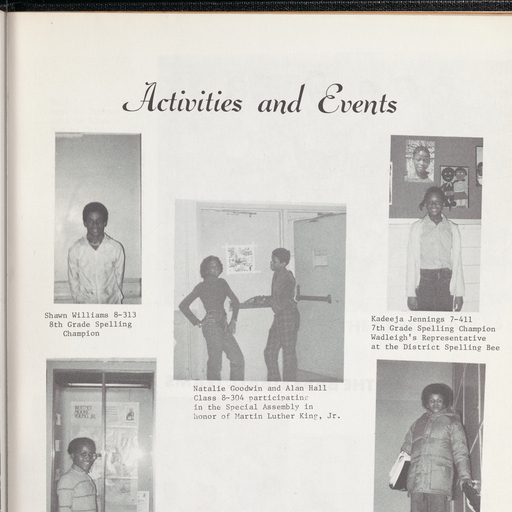 Activities and Events
Shawn Williams 8-313
8th Grade Spelling
Champion
Natalie Goodwin and Alan Hall
Class 8-304 participating
in the Special Assembly in
honor of Martin Luther King, Jr.
Kadeeja Jennings 7-411
7th Grade Spelling Champion
Wadleigh's Representative
at the District Spelling Bee